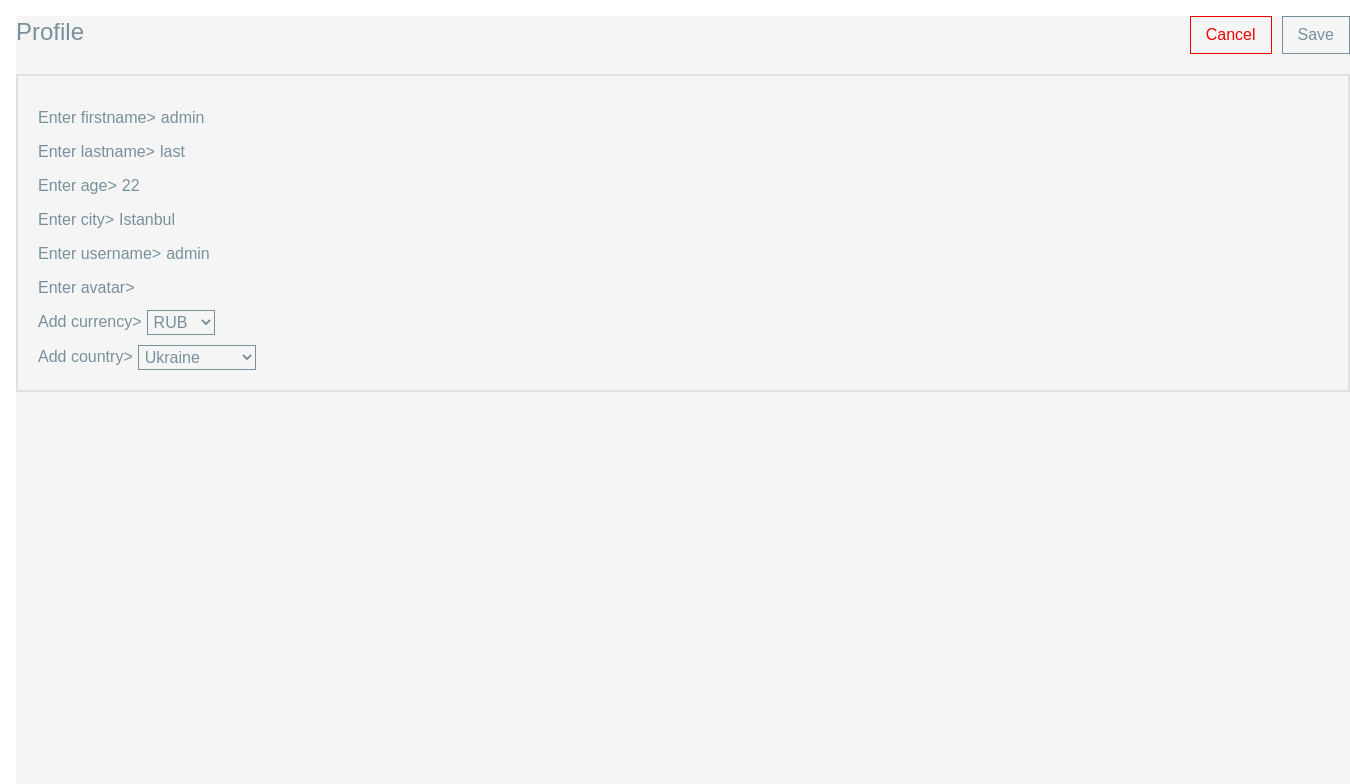 Profile
Cancel
Save
Enter firstname> admin
Enter lastname> last
Enter age> 22
Enter city> Istanbul
Enter username> admin
Enter avatar>
Add currency> RUB
Add country> Ukraine